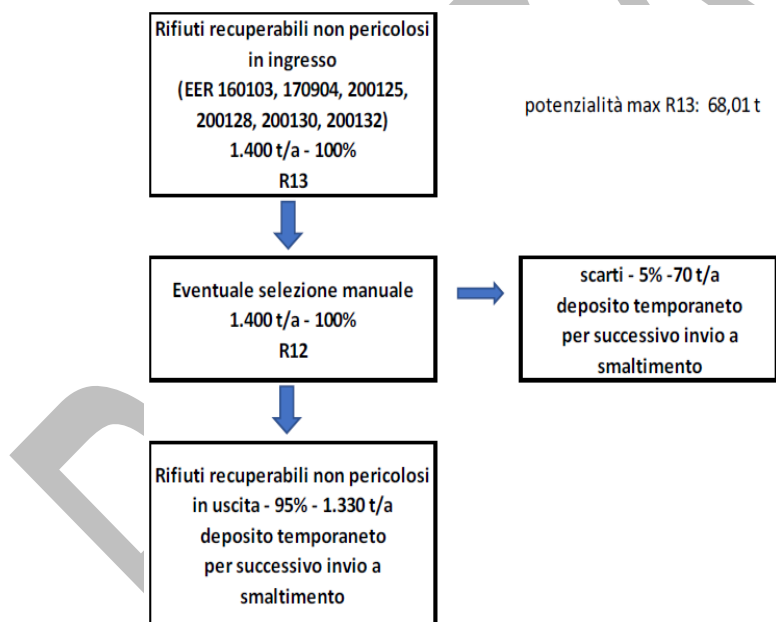 Rifiuti recuperabili non pericolosi
in ingresso
(EER 160103, 170904, 200125,
200128, 200130, 200132)
1.400 t/a - 100%
R13
potenzialità max R13: 68,01 t
Eventuale selezione manuale
1.400 t/a - 100%
R12
scarti - 5% -70 t/a
deposito temporaneto
per successivo invio a
smaltimento
Rifiuti recuperabili non pericolosi
in uscita - 95% - 1.330 t/a
deposito temporaneto
per successivo invio a
smaltimento